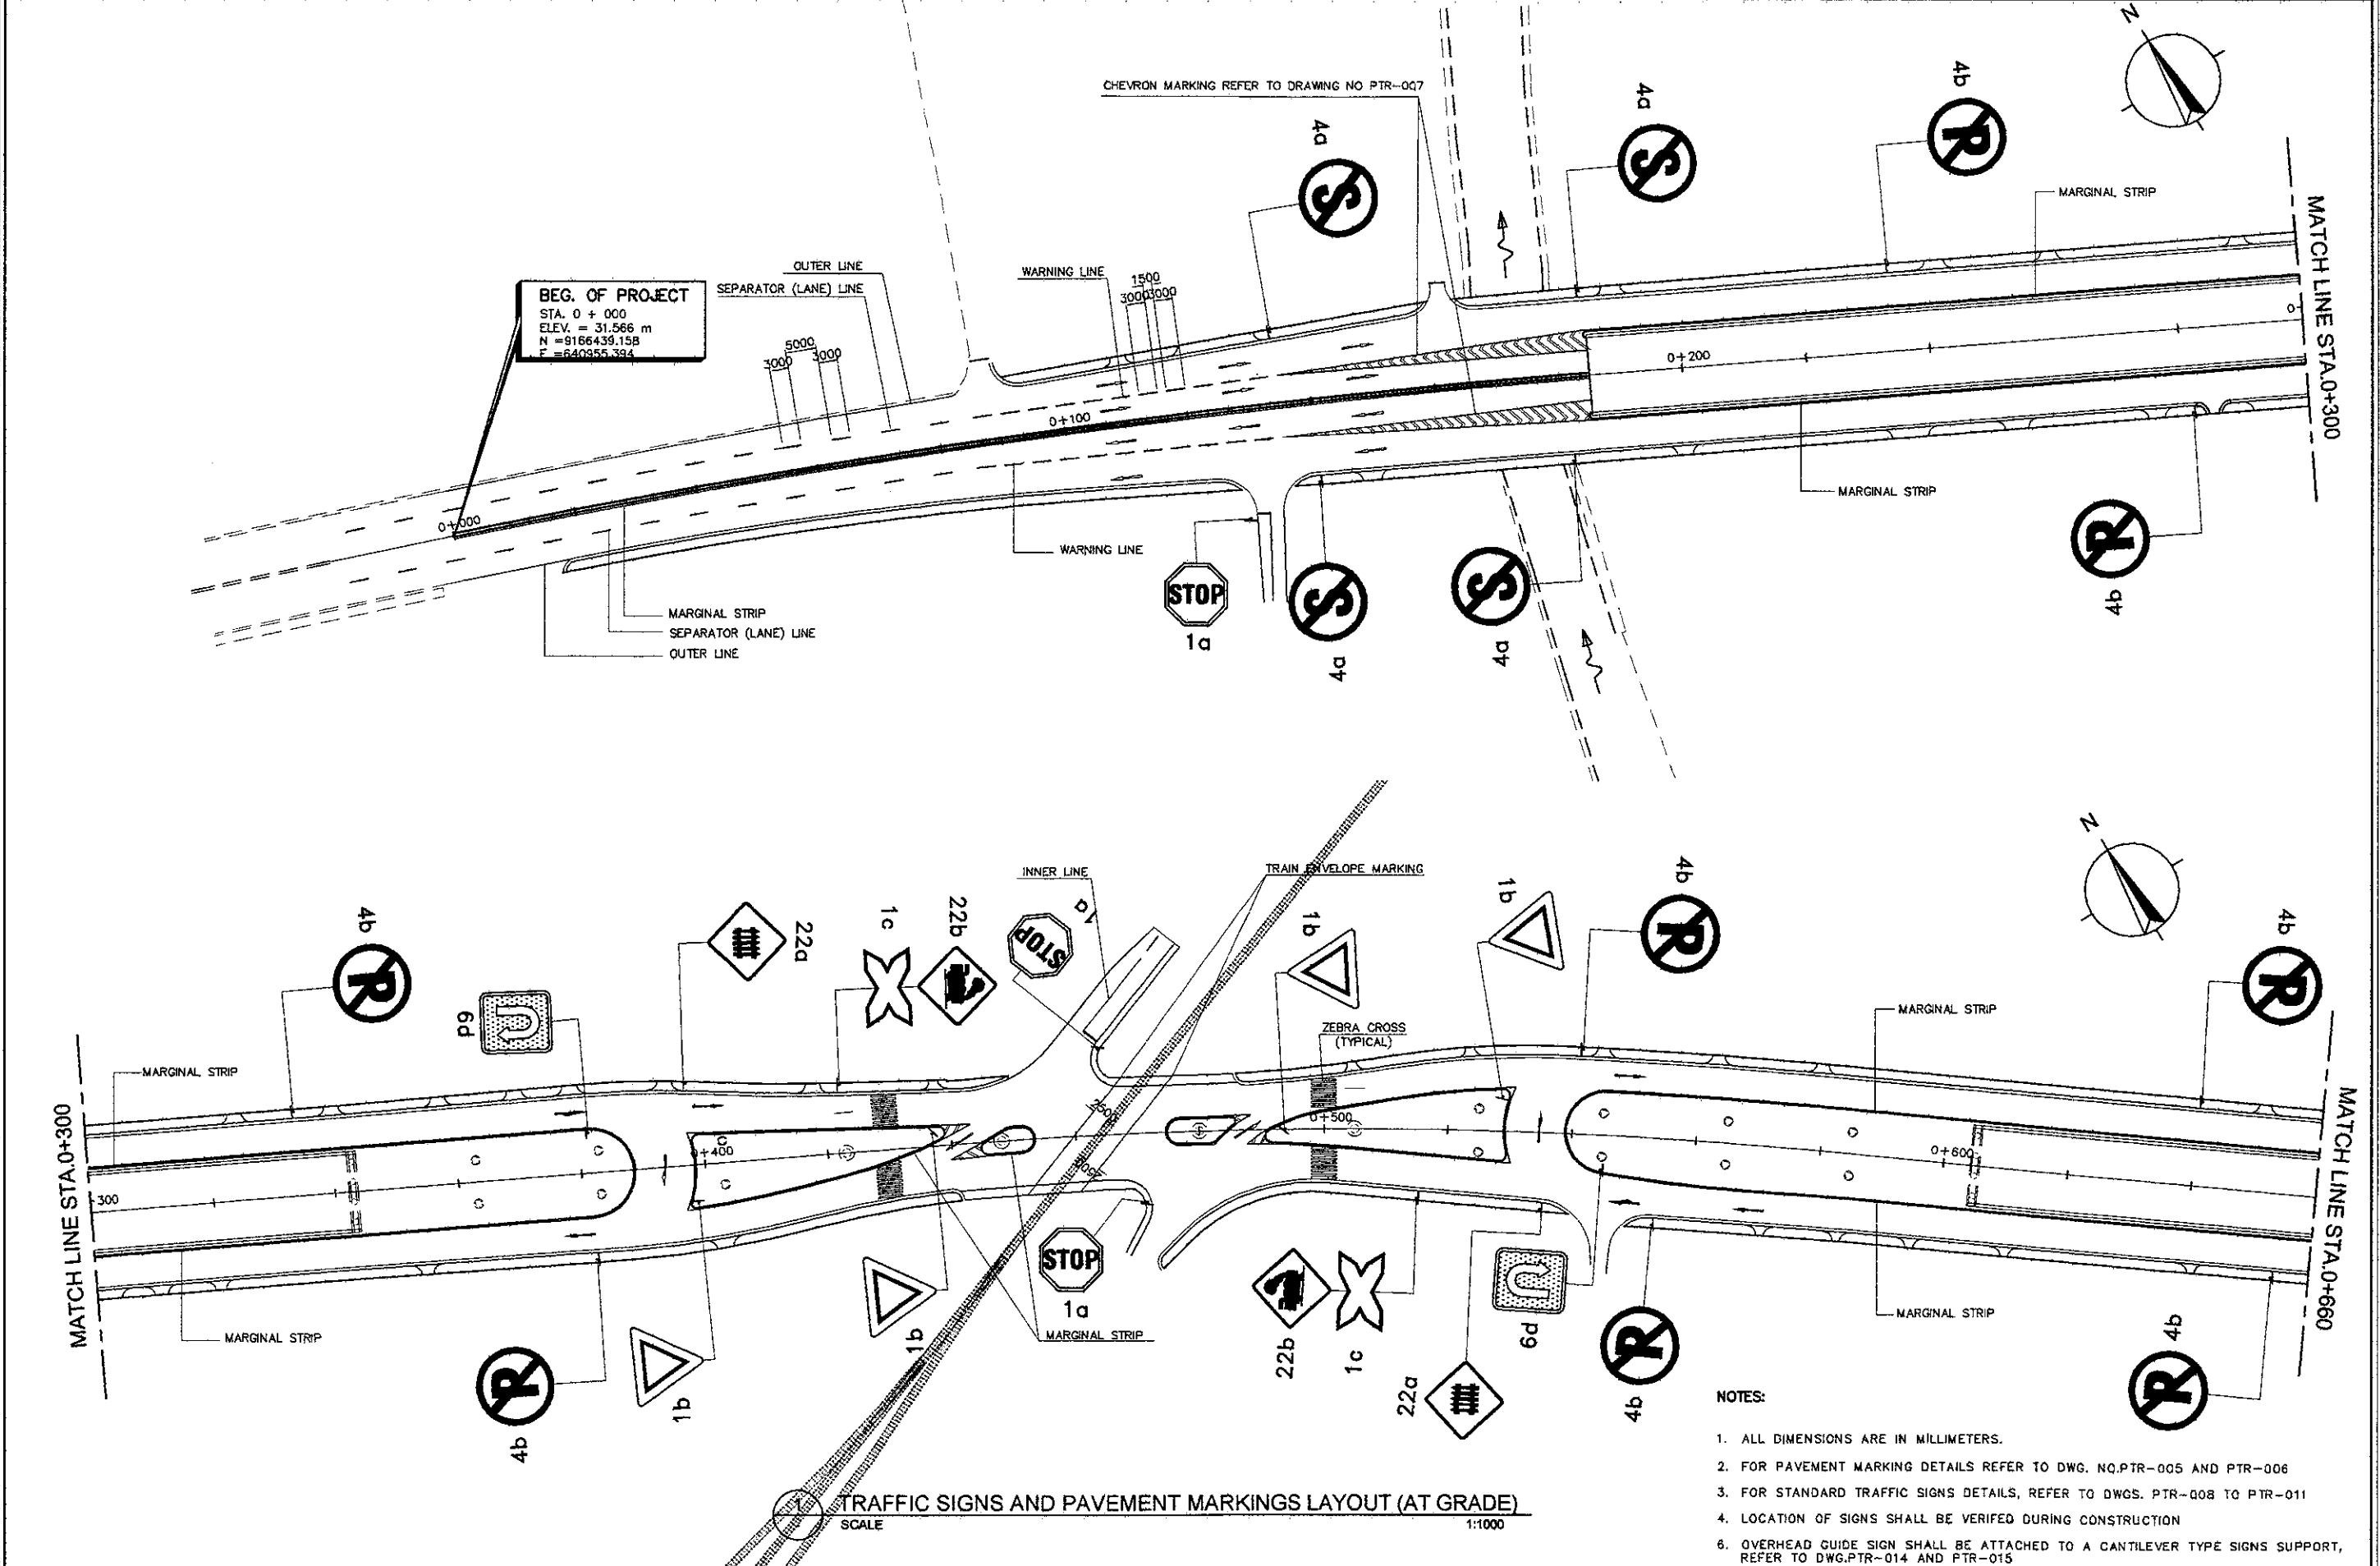 N
CHEVRON MARKING REFER TO DRAWING NO PTR-007
4a
4b
4a
S
S
R
MARGINAL STRIP
MATCH LINE STA.0+300
OUTER LINE
SEPARATOR (LANE) LINE
WARNING LINE
1500
3000
3000
BEG. OF PROJECT
STA. 0 + 000
ELEV. = 31.566 m
N =9166439.158
E =640955.394
5000
3000
3000
0+200
0+100
0+000
MARGINAL STRIP
WARNING LINE
MARGINAL STRIP
SEPARATOR (LANE) LINE
OUTER LINE
STOP
1a
S
4a
S
4a
R
4b
N
INNER LINE
TRAIN ENVELOPE MARKING
4b
R
6d
22a
1c
22b
1a
STOP
1b
1b
4b
R
4b
R
ZEBRA CROSS
(TYPICAL)
MARGINAL STRIP
MARGINAL STRIP
MATCH LINE STA.0+300
300
0+400
2500
2500
0+500
0+600
MATCH LINE STA.0+660
MARGINAL STRIP
R
4b
1b
1b
STOP
1a
MARGINAL STRIP
22b
1c
22a
6d
R
4b
MARGINAL STRIP
R
4b
1
TRAFFIC SIGNS AND PAVEMENT MARKINGS LAYOUT (AT GRADE)
SCALE 1:1000
NOTES:
1. ALL DIMENSIONS ARE IN MILLIMETERS.
2. FOR PAVEMENT MARKING DETAILS REFER TO DWG. NO.PTR-005 AND PTR-006
3. FOR STANDARD TRAFFIC SIGNS DETAILS, REFER TO DWGS. PTR-008 TO PTR-011
4. LOCATION OF SIGNS SHALL BE VERIFED DURING CONSTRUCTION
6. OVERHEAD GUIDE SIGN SHALL BE ATTACHED TO A CANTILEVER TYPE SIGNS SUPPORT,
REFER TO DWG.PTR-014 AND PTR-015